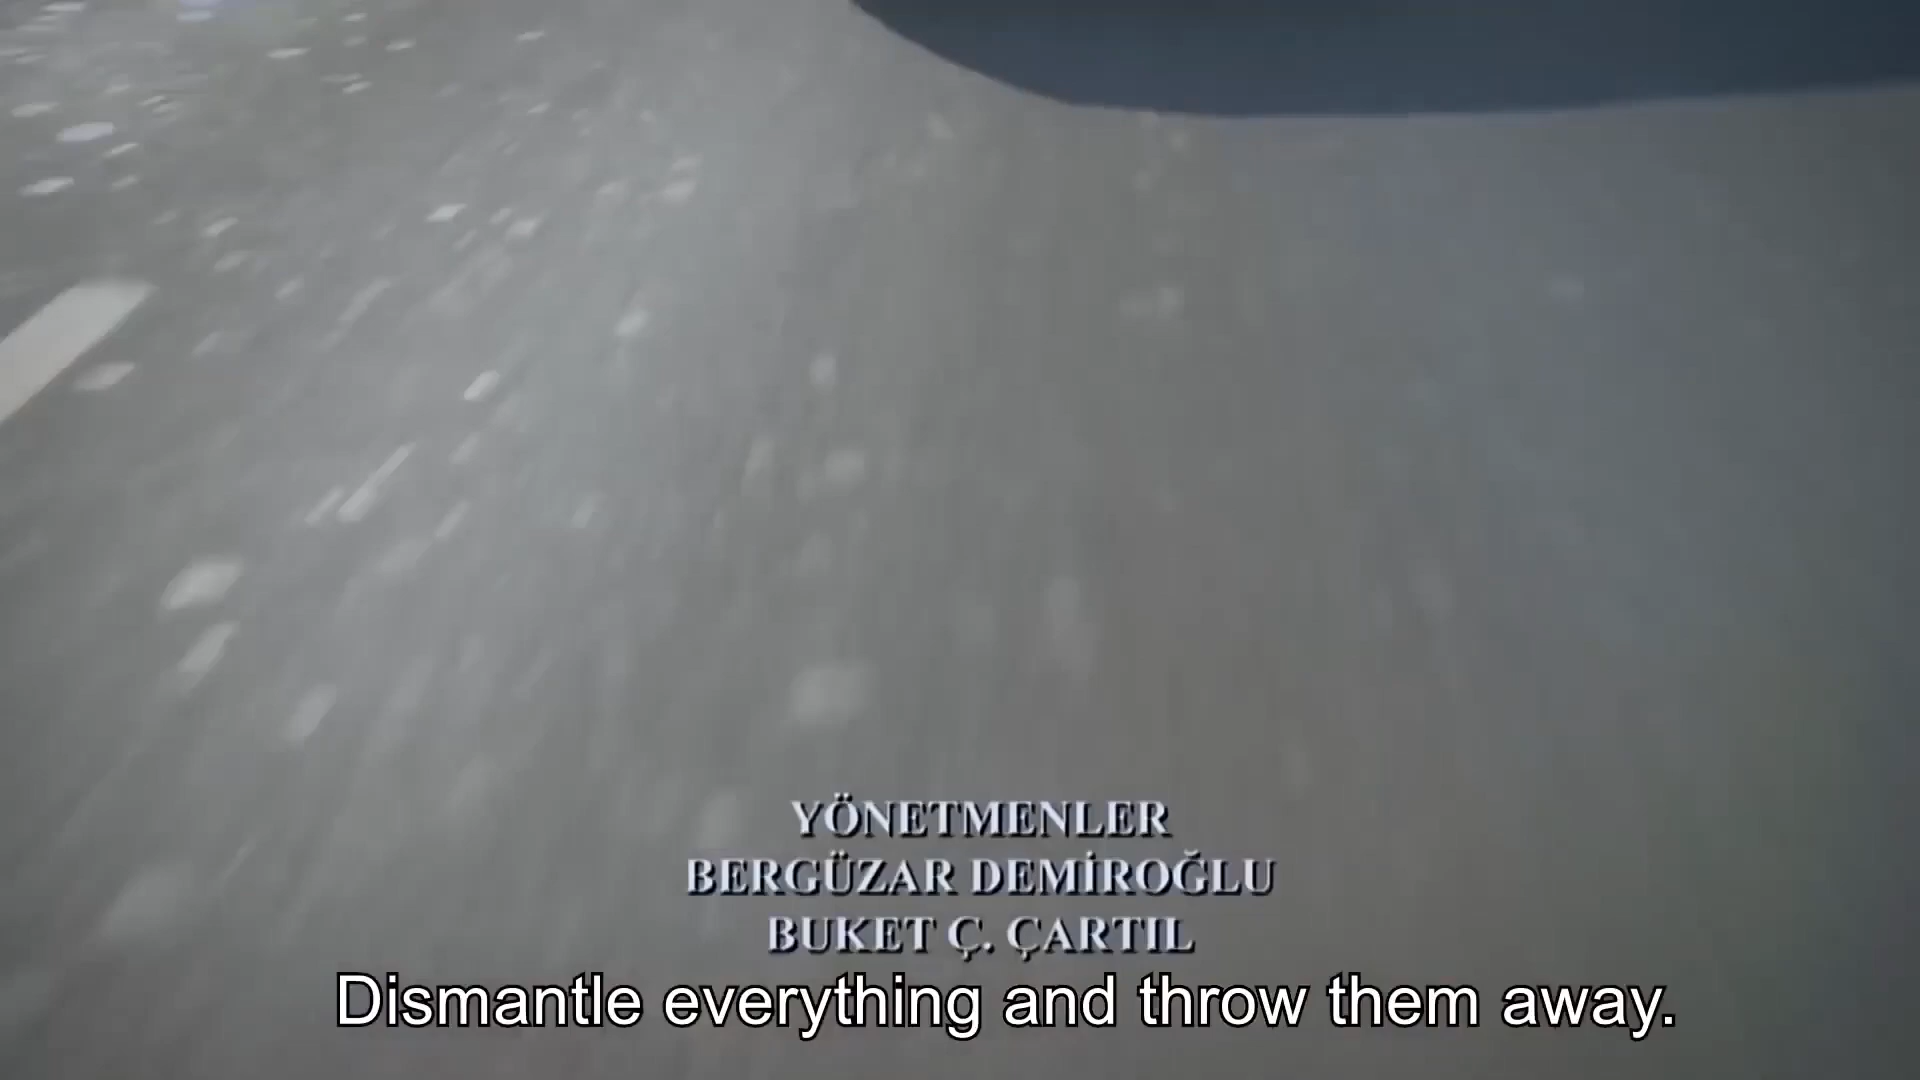 YÖNETMENLER
BERGÜZAR DEMİROĞLU
BUKET Ç. ÇARTIL
Dismantle everything and throw them away.